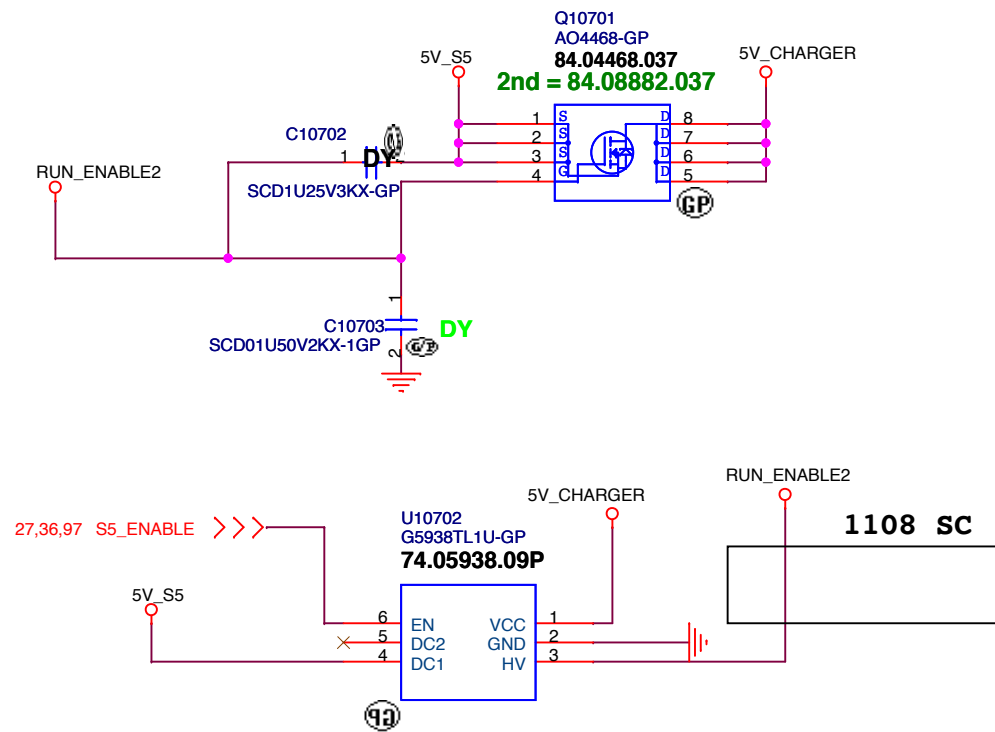 Q10701
AO4468-GP
84.04468.037
2nd = 84.08882.037
5V_S5
5V_CHARGER
1 S D 8
2 S D 7
3 S D 6
4 G D 5
GP
C10702
1 DY
SCD1U25V3KX-GP
RUN_ENABLE2
1
C10703
DY
SCD01U50V2KX-1GP
2
G/P
RUN_ENABLE2
5V_CHARGER
1108 SC
27,36,97 S5_ENABLE
U10702
G5938TL1U-GP
74.05938.09P
5V_S5
6 EN VCC 1
5 DC2 GND 2
4 DC1 HV 3
GP